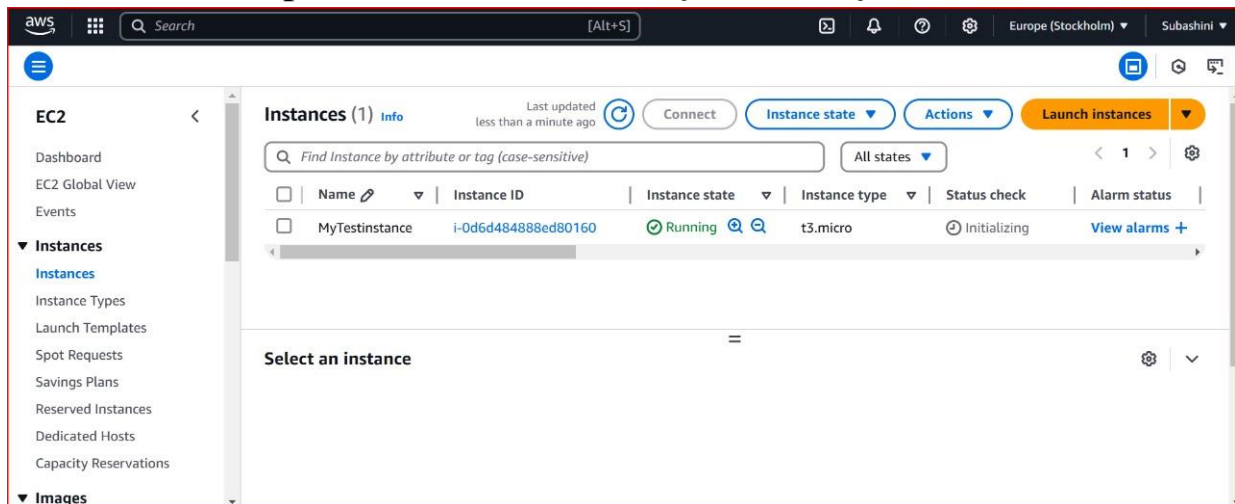 aws
Search [Alt+S] Europe (Stockholm) Subashini
EC2
Dashboard
EC2 Global View
Events
Instances
Instances
Instance Types
Launch Templates
Spot Requests
Savings Plans
Reserved Instances
Dedicated Hosts
Capacity Reservations
Images
Instances (1) Info
Last updated
less than a minute ago
Connect Instance state Actions Launch instances
Find Instance by attribute or tag (case-sensitive) All states 1
Name Instance ID Instance state Instance type Status check Alarm status
MyTestinstance i-0d6d484888ed80160 Running t3.micro Initializing View alarms +
Select an instance